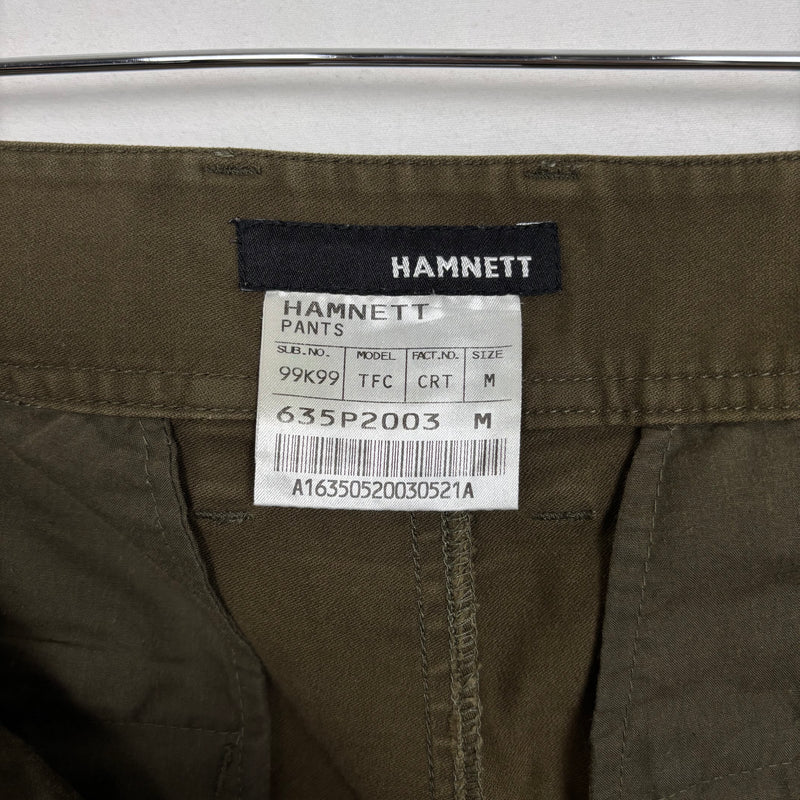 HAMNETT
HAMNETT
PANTS
SUB.NO. MODEL FACT.NO. SIZE
99K99 TFC CRT M
635P2003 M
A16350520030521A